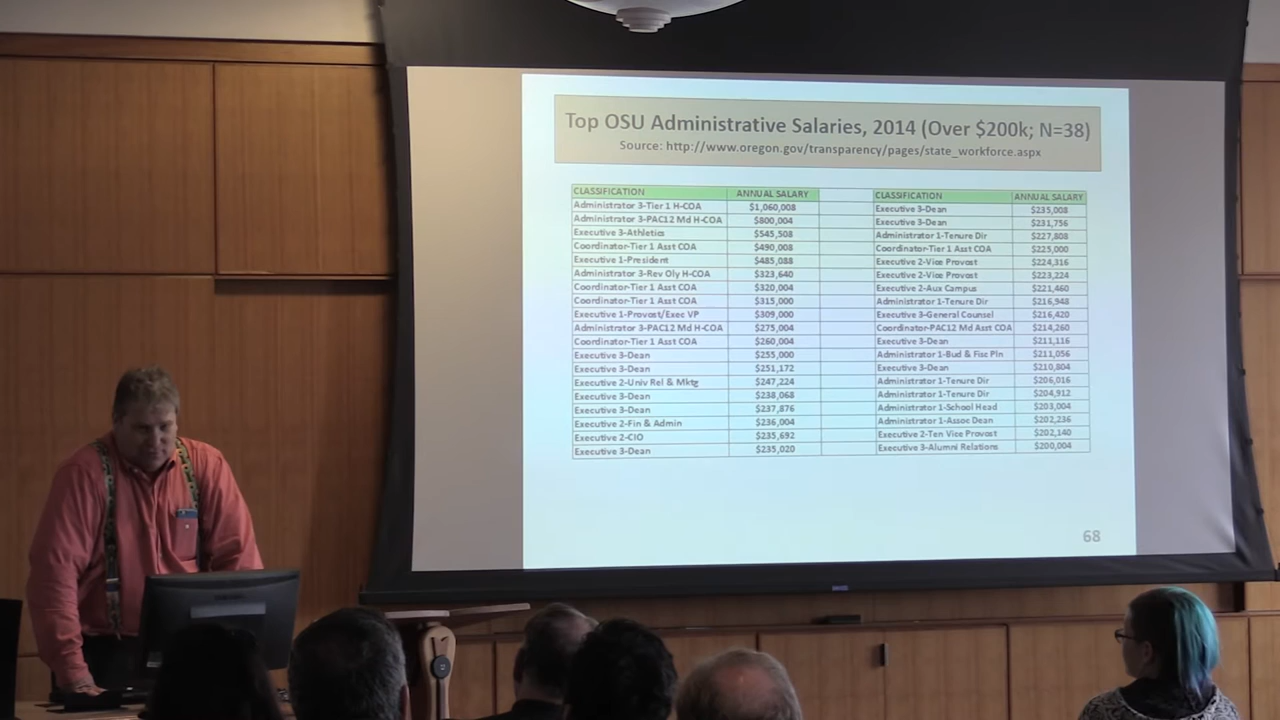 Top OSU Administrative Salaries, 2014 (Over $200k; N=38)
Source: http://www.oregon.gov/transparency/pages/state_workforce.aspx
CLASSIFICATION ANNUAL SALARY
Administrator 3-Tier 1 H-COA $1,060,008
Administrator 3-PAC12 Md H-COA $800,004
Executive 3-Athletics $545,508
Coordinator-Tier 1 Asst COA $490,008
Executive 1-President $485,088
Administrator 3-Rev Oly H-COA $323,640
Coordinator-Tier 1 Asst COA $320,004
Coordinator-Tier 1 Asst COA $315,000
Executive 1-Provost/Exec VP $309,000
Administrator 3-PAC12 Md H-COA $275,004
Coordinator-Tier 1 Asst COA $260,004
Executive 3-Dean $255,000
Executive 3-Dean $251,172
Executive 2-Univ Rel & Mktg $247,224
Executive 3-Dean $238,068
Executive 3-Dean $237,876
Executive 2-Fin & Admin $236,004
Executive 2-CIO $235,692
Executive 3-Dean $235,020
CLASSIFICATION ANNUAL SALARY
Executive 3-Dean $235,008
Executive 3-Dean $231,756
Administrator 1-Tenure Dir $227,808
Coordinator-Tier 1 Asst COA $225,000
Executive 2-Vice Provost $224,316
Executive 2-Vice Provost $223,224
Executive 2-Aux Campus $221,460
Administrator 1-Tenure Dir $216,948
Executive 3-General Counsel $216,420
Coordinator-PAC12 Md Asst COA $214,260
Executive 3-Dean $211,116
Administrator 1-Bud & Fisc Pln $211,056
Executive 3-Dean $210,804
Administrator 1-Tenure Dir $206,016
Administrator 1-Tenure Dir $204,912
Administrator 1-School Head $203,004
Administrator 1-Assoc Dean $202,236
Executive 2-Ten Vice Provost $202,140
Executive 3-Alumni Relations $200,004
68